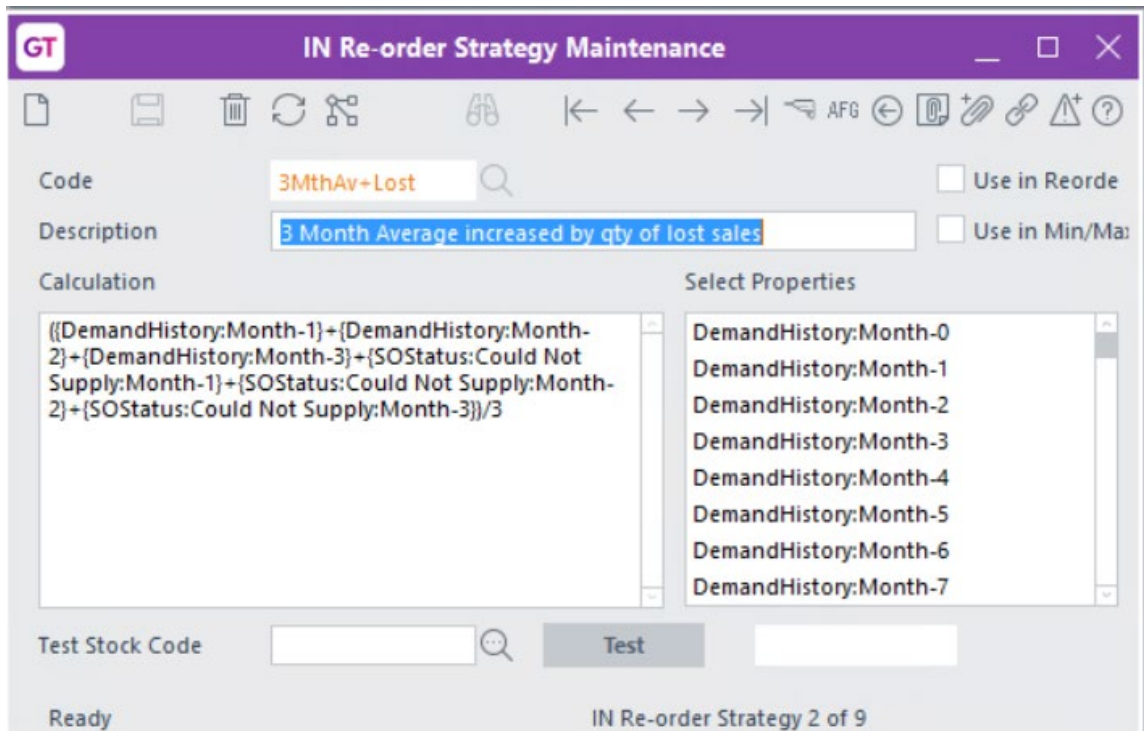 GT
IN Re-order Strategy Maintenance
AFG
Code
3MthAv+Lost
Use in Reorde
Description
3 Month Average increased by qty of lost sales
Use in Min/Max
Calculation
Select Properties
({DemandHistory:Month-1}+{DemandHistory:Month-
2}+{DemandHistory:Month-3}+{SOStatus:Could Not
Supply:Month-1}+{SOStatus:Could Not Supply:Month-
2}+{SOStatus:Could Not Supply:Month-3})/3
DemandHistory:Month-0
DemandHistory:Month-1
DemandHistory:Month-2
DemandHistory:Month-3
DemandHistory:Month-4
DemandHistory:Month-5
DemandHistory:Month-6
DemandHistory:Month-7
Test Stock Code
Test
Ready
IN Re-order Strategy 2 of 9